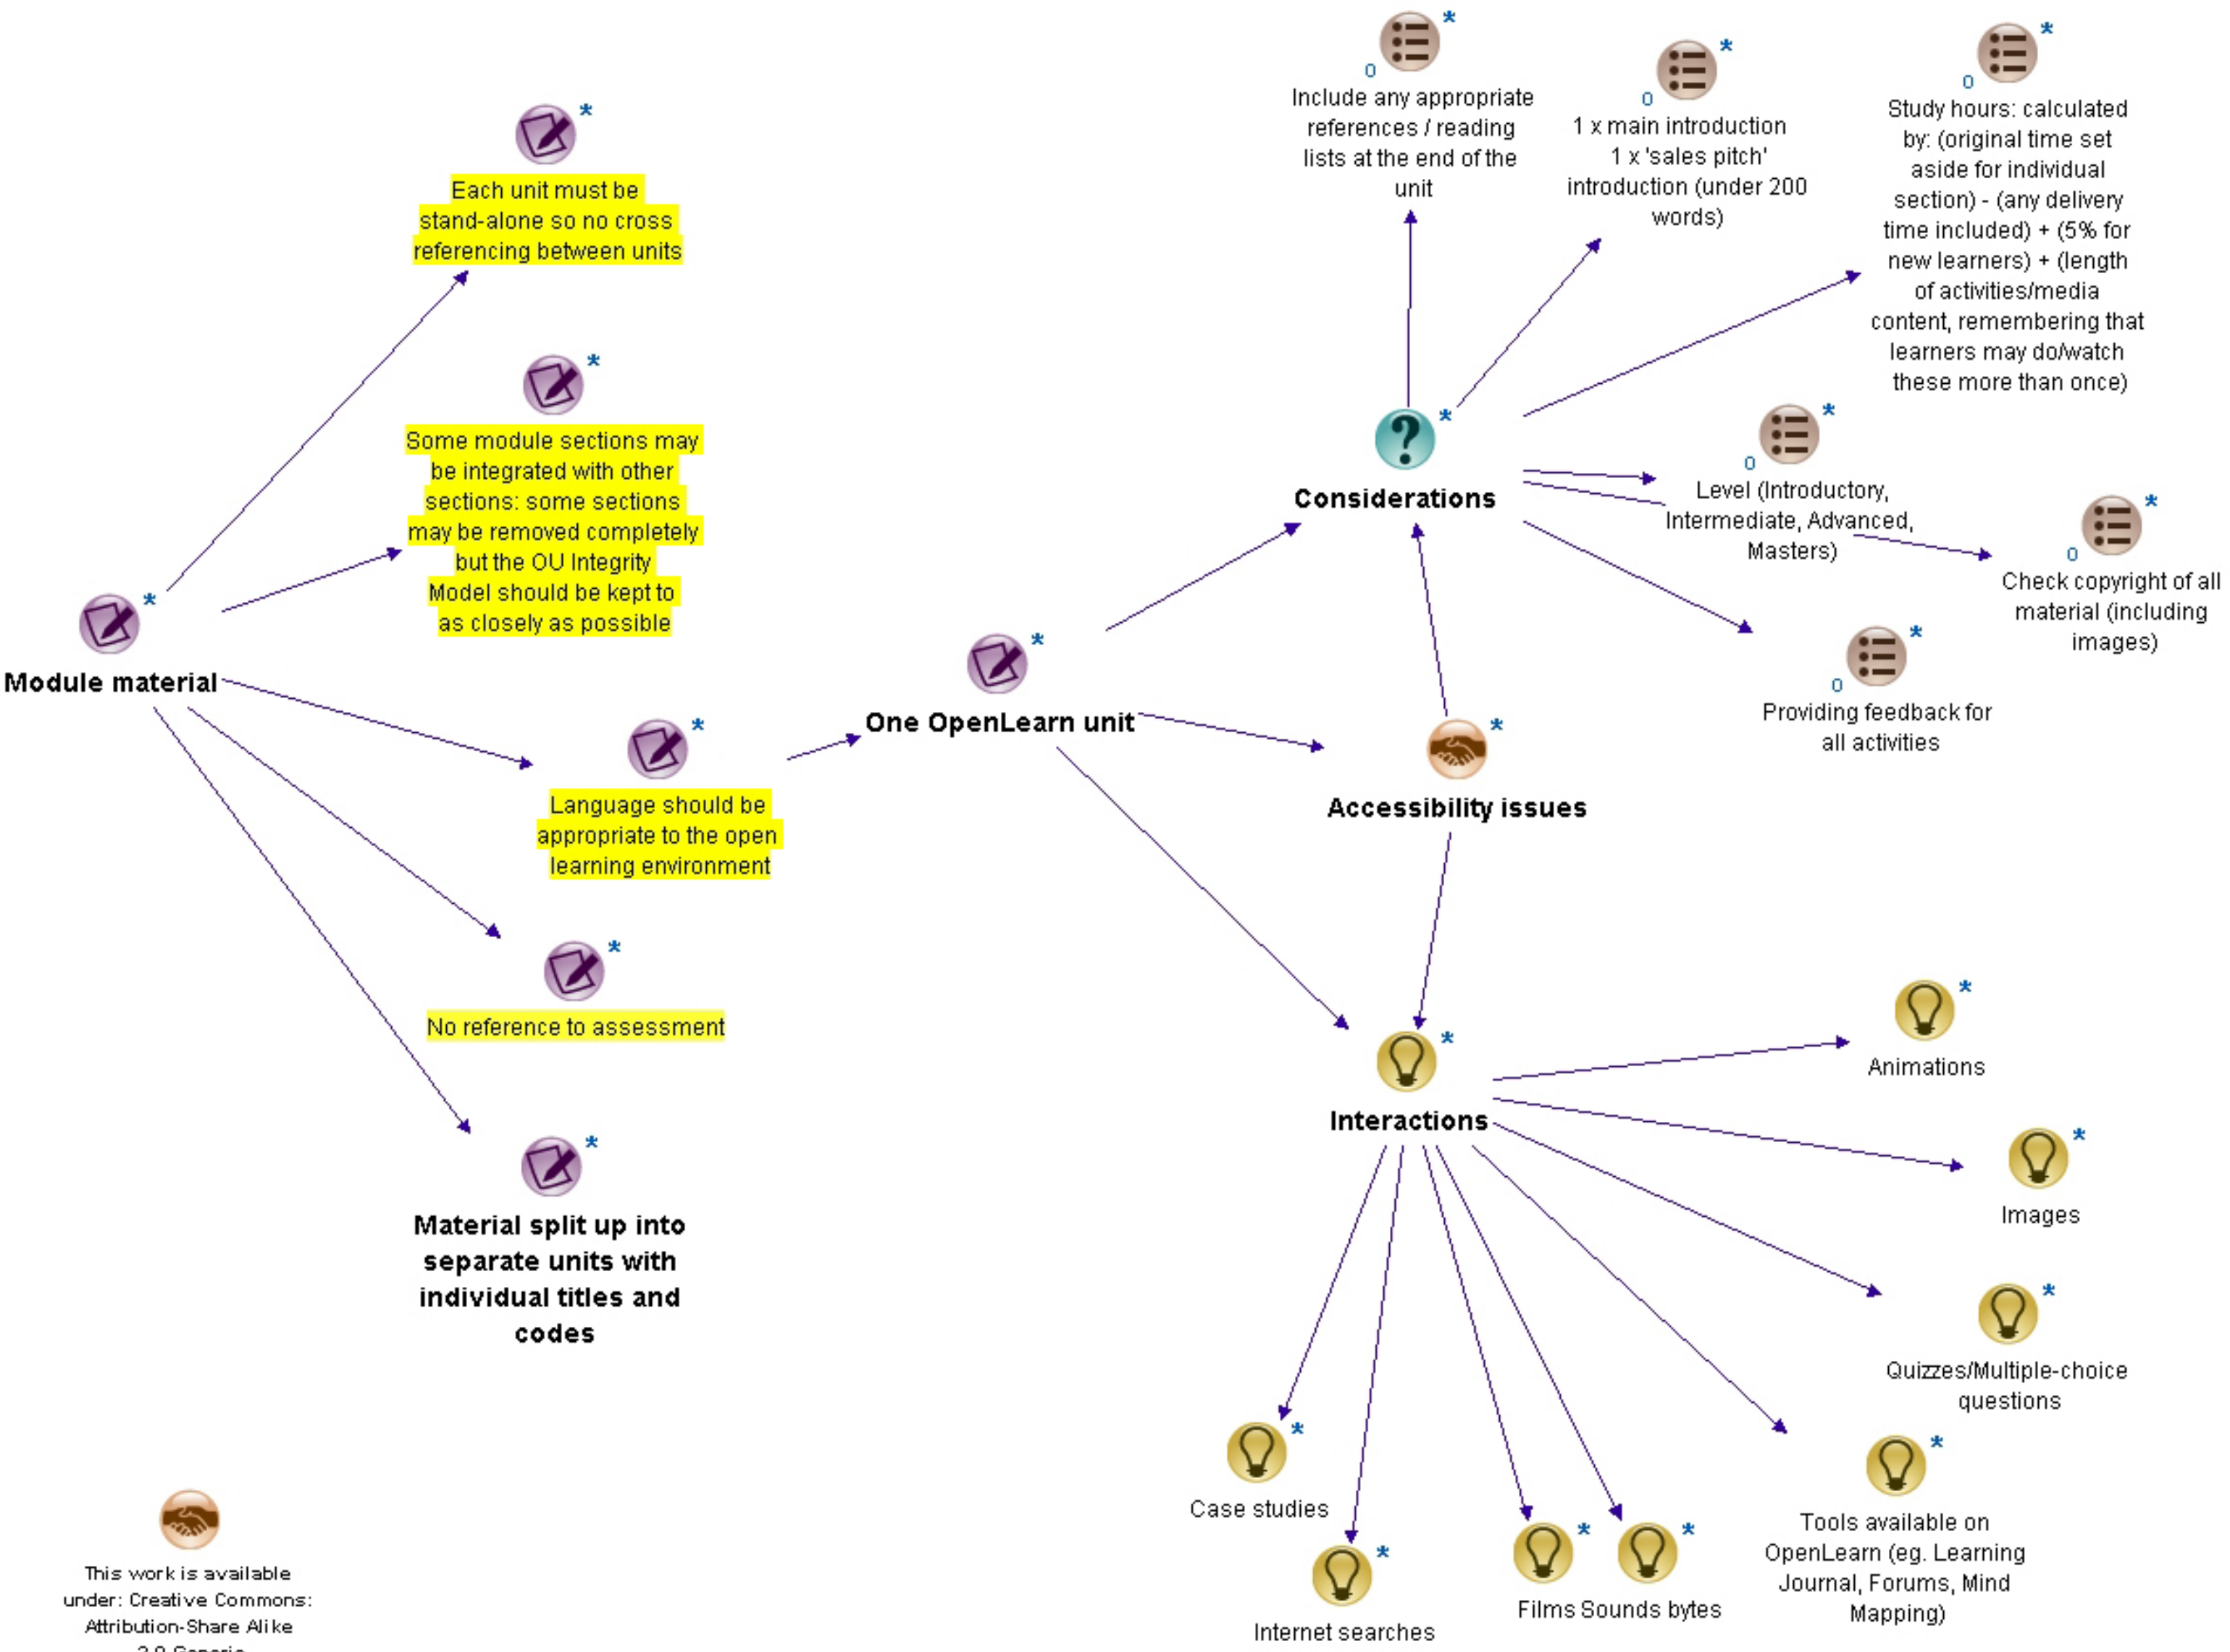 Each unit must be
stand-alone so no cross
referencing between units
Some module sections may
be integrated with other
sections: some sections
may be removed completely
but the OU Integrity
Model should be kept to
as closely as possible
Module material
Language should be
appropriate to the open
learning environment
No reference to assessment
Material split up into
separate units with
individual titles and
codes
This work is available
under: Creative Commons:
Attribution-Share Alike
One OpenLearn unit
Include any appropriate
references / reading
lists at the end of the
unit
1 x main introduction
1 x 'sales pitch'
introduction (under 200
words)
Study hours: calculated
by: (original time set
aside for individual
section) - (any delivery
time included) + (5% for
new learners) + (length
of activities/media
content, remembering that
learners may do/watch
these more than once)
Considerations
Level (Introductory,
Intermediate, Advanced,
Masters)
Check copyright of all
material (including
images)
Providing feedback for
all activities
Accessibility issues
Interactions
Animations
Images
Quizzes/Multiple-choice
questions
Tools available on
OpenLearn (eg. Learning
Journal, Forums, Mind
Mapping)
Case studies
Internet searches
Films
Sounds bytes